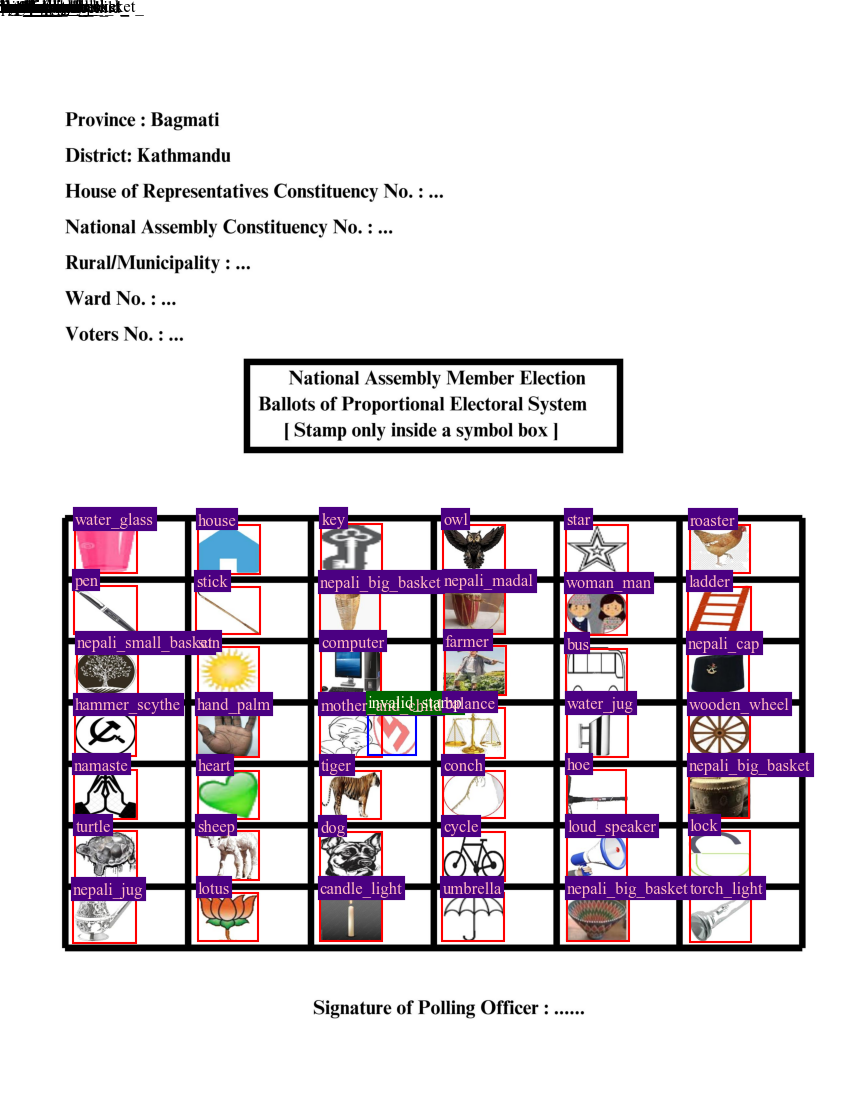 Province : Bagmati
District: Kathmandu
House of Representatives Constituency No. : ...
National Assembly Constituency No. : ...
Rural/Municipality : ...
Ward No. : ...
Voters No. : ...
National Assembly Member Election
Ballots of Proportional Electoral System
[ Stamp only inside a symbol box ]
water_glass house key owl star roaster
pen stick nepali_big_basket nepali_madal woman_man ladder
nepali_small_basket computer farmer bus nepali_cap
hammer_scythe hand_palm invalid_stamp water_jug wooden_wheel
namaste heart tiger conch hoe nepali_big_basket
turtle sheep dog cycle loud_speaker lock
nepali_jug lotus candle_light umbrella nepali_big_basket torch_light
Signature of Polling Officer : ......